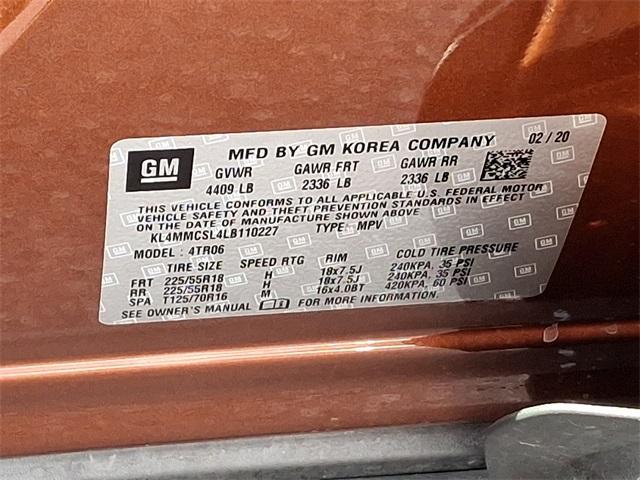 GM
MFD BY GM KOREA COMPANY 02/20
GVWR GAWR FRT GAWR RR
4409 LB 2336 LB 2336 LB
THIS VEHICLE CONFORMS TO ALL APPLICABLE U.S. FEDERAL MOTOR
VEHICLE SAFETY AND THEFT PREVENTION STANDARDS IN EFFECT
ON THE DATE OF MANUFACTURE SHOWN ABOVE.
KL4MMCSL4LB110227 TYPE: MPV
MODEL : 4TR06
TIRE SIZE SPEED RTG RIM COLD TIRE PRESSURE
FRT 225/55R18 H 18x7.5J 240KPA, 35 PSI
RR 225/55R18 H 18x7.5J 240KPA, 35 PSI
SPA T125/70R16 M 16x4.0BT 420KPA, 60 PSI
SEE OWNER'S MANUAL FOR MORE INFORMATION.